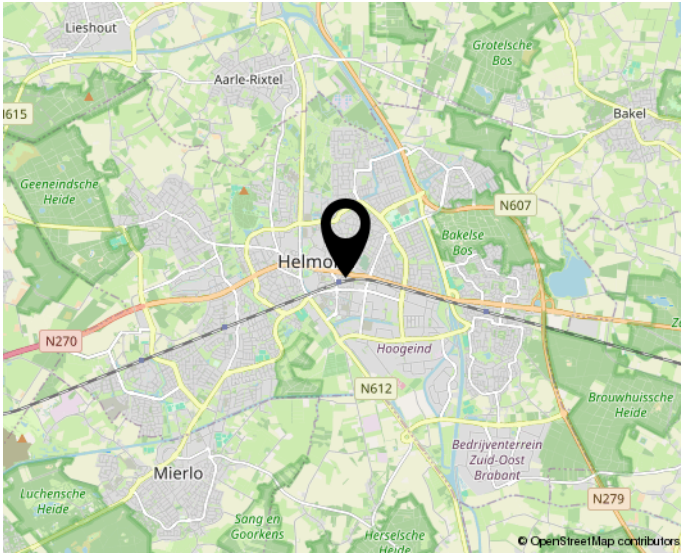 Lieshout
Grotelsche
Bos
Aarle-Rixtel
N615
Bakel
Geeneindsche
Heide
N607
Bakelse
Bos
Helmo
N270
Hoogeind
N612
Brouwhuissche
Heide
Bedrijventerrein
Zuid-Oost
Brabant
Mierlo
Luchensche
Heide
N279
Sang en
Goorkens
Herselsche
Heide
© OpenStreetMap contributors